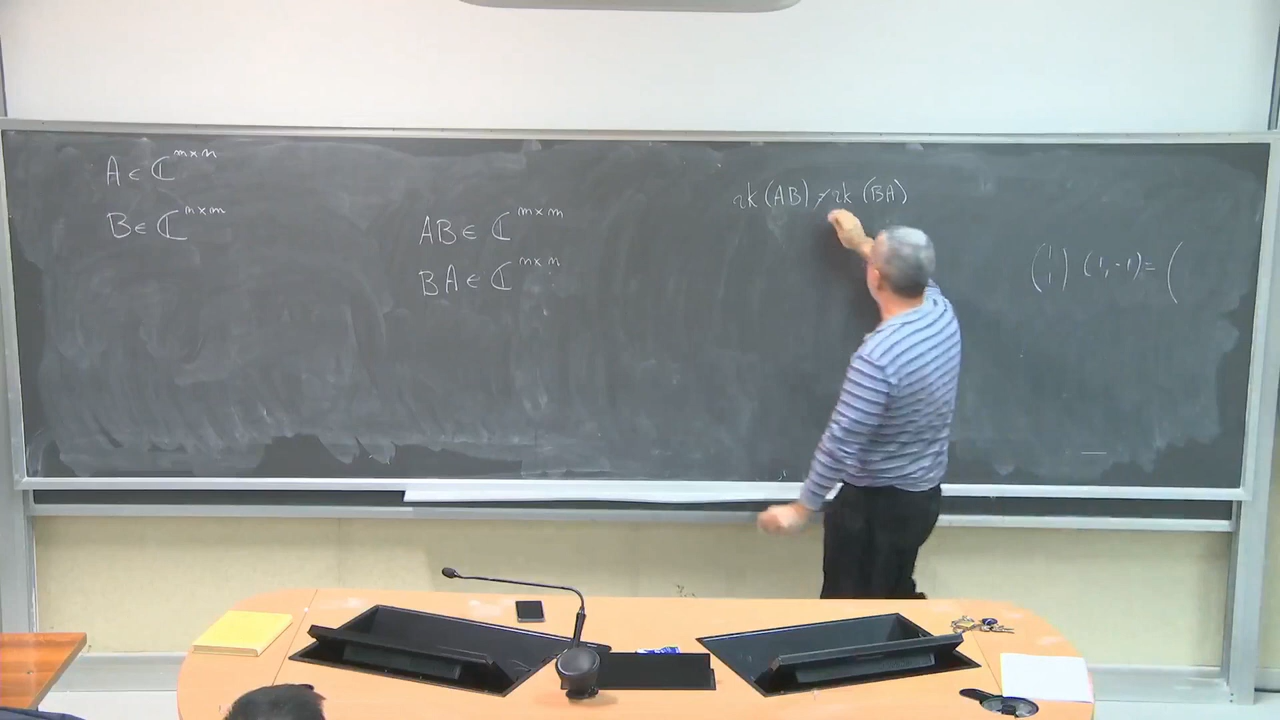 A ∈ ℂ^{m×n}
B ∈ ℂ^{n×m}
AB ∈ ℂ^{m×m}
BA ∈ ℂ^{n×n}
rk(AB) ≠ rk(BA)
(1 1) (1,-1) = (